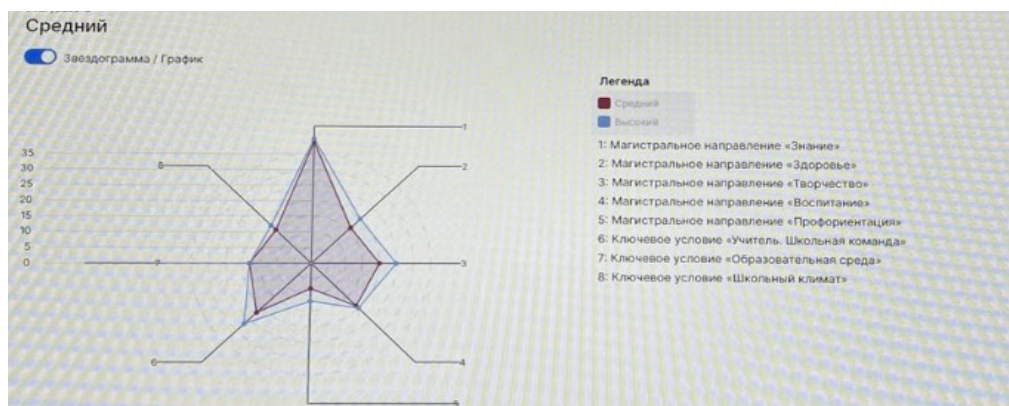 Средний
Звездограмма / График
Легенда
Средний
Высокий
1: Магистральное направление «Знание»
2: Магистральное направление «Здоровье»
3: Магистральное направление «Творчество»
4: Магистральное направление «Воспитание»
5: Магистральное направление «Профориентация»
6: Ключевое условие «Учитель. Школьная команда»
7: Ключевое условие «Образовательная среда»
8: Ключевое условие «Школьный климат»
35
30
25
20
15
10
5
0
1
2
3
4
5
6
7
8